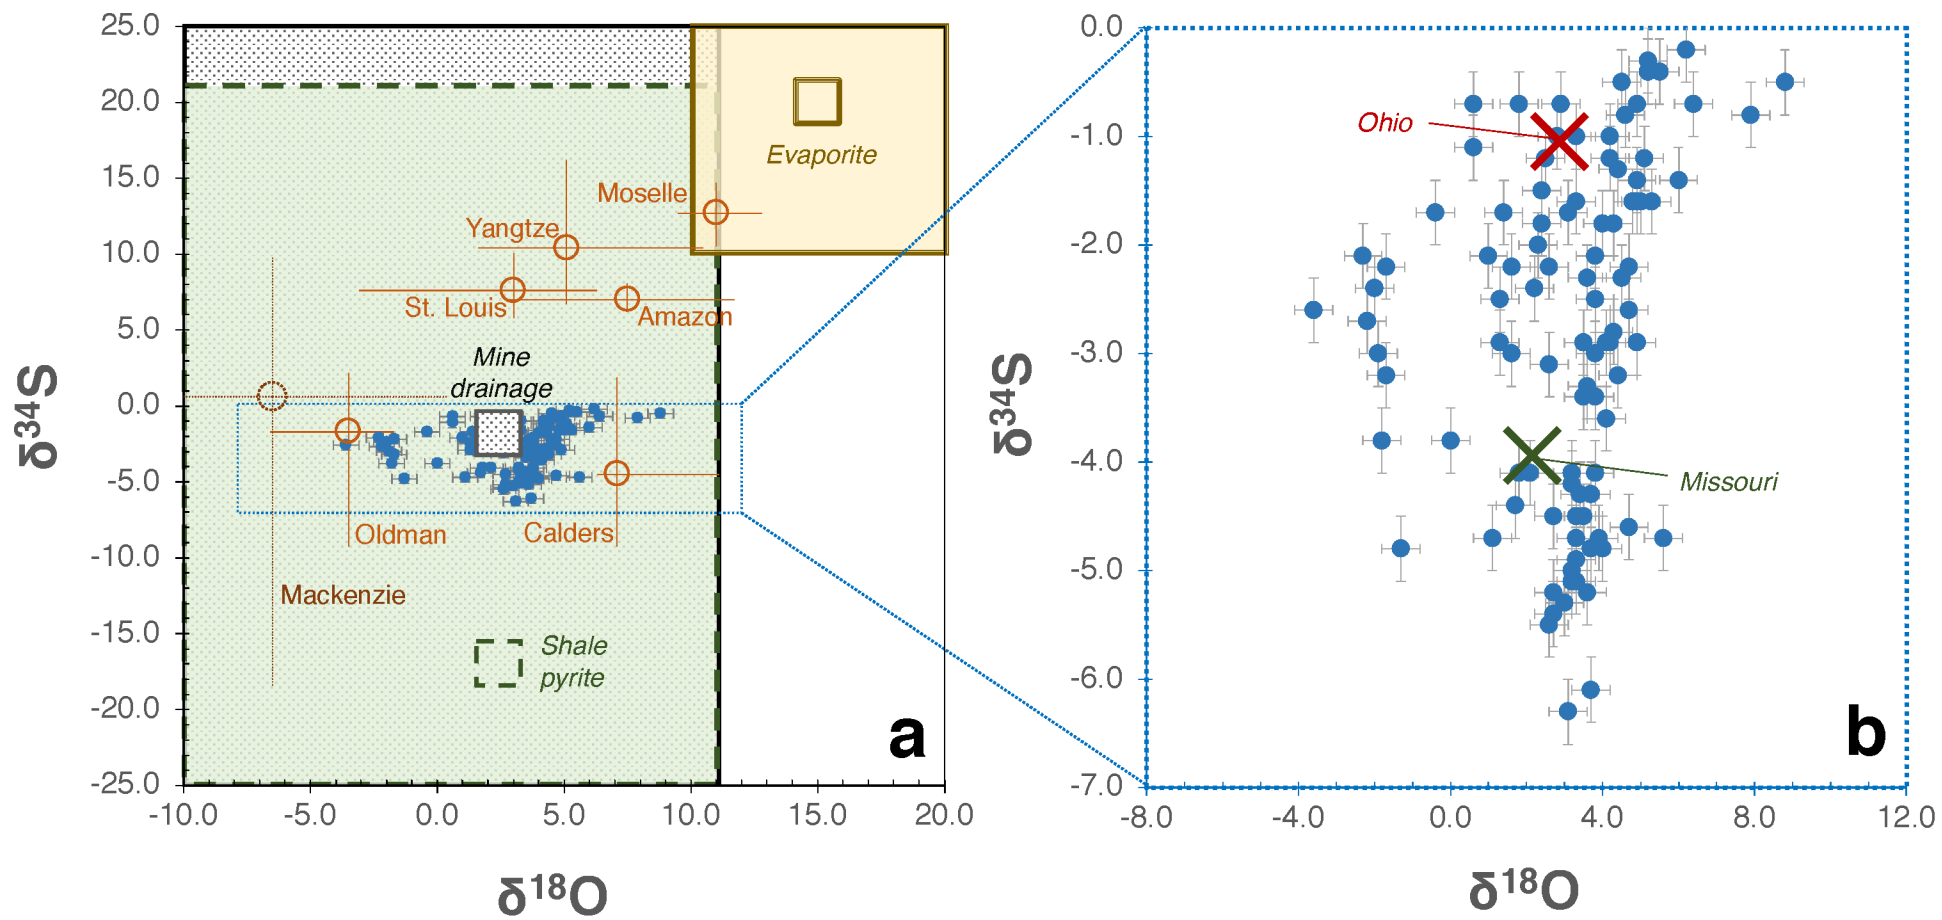 25.0
20.0
15.0
10.0
5.0
0.0
-5.0
-10.0
-15.0
-20.0
-25.0
-10.0
-5.0
0.0
5.0
10.0
15.0
20.0
δ34S
δ18O
Evaporite
Moselle
Yangtze
St. Louis
Amazon
Mine
drainage
Oldman
Calders
Mackenzie
Shale
pyrite
a
0.0
-1.0
-2.0
-3.0
-4.0
-5.0
-6.0
-7.0
-8.0
-4.0
0.0
4.0
8.0
12.0
δ34S
δ18O
Ohio
Missouri
b